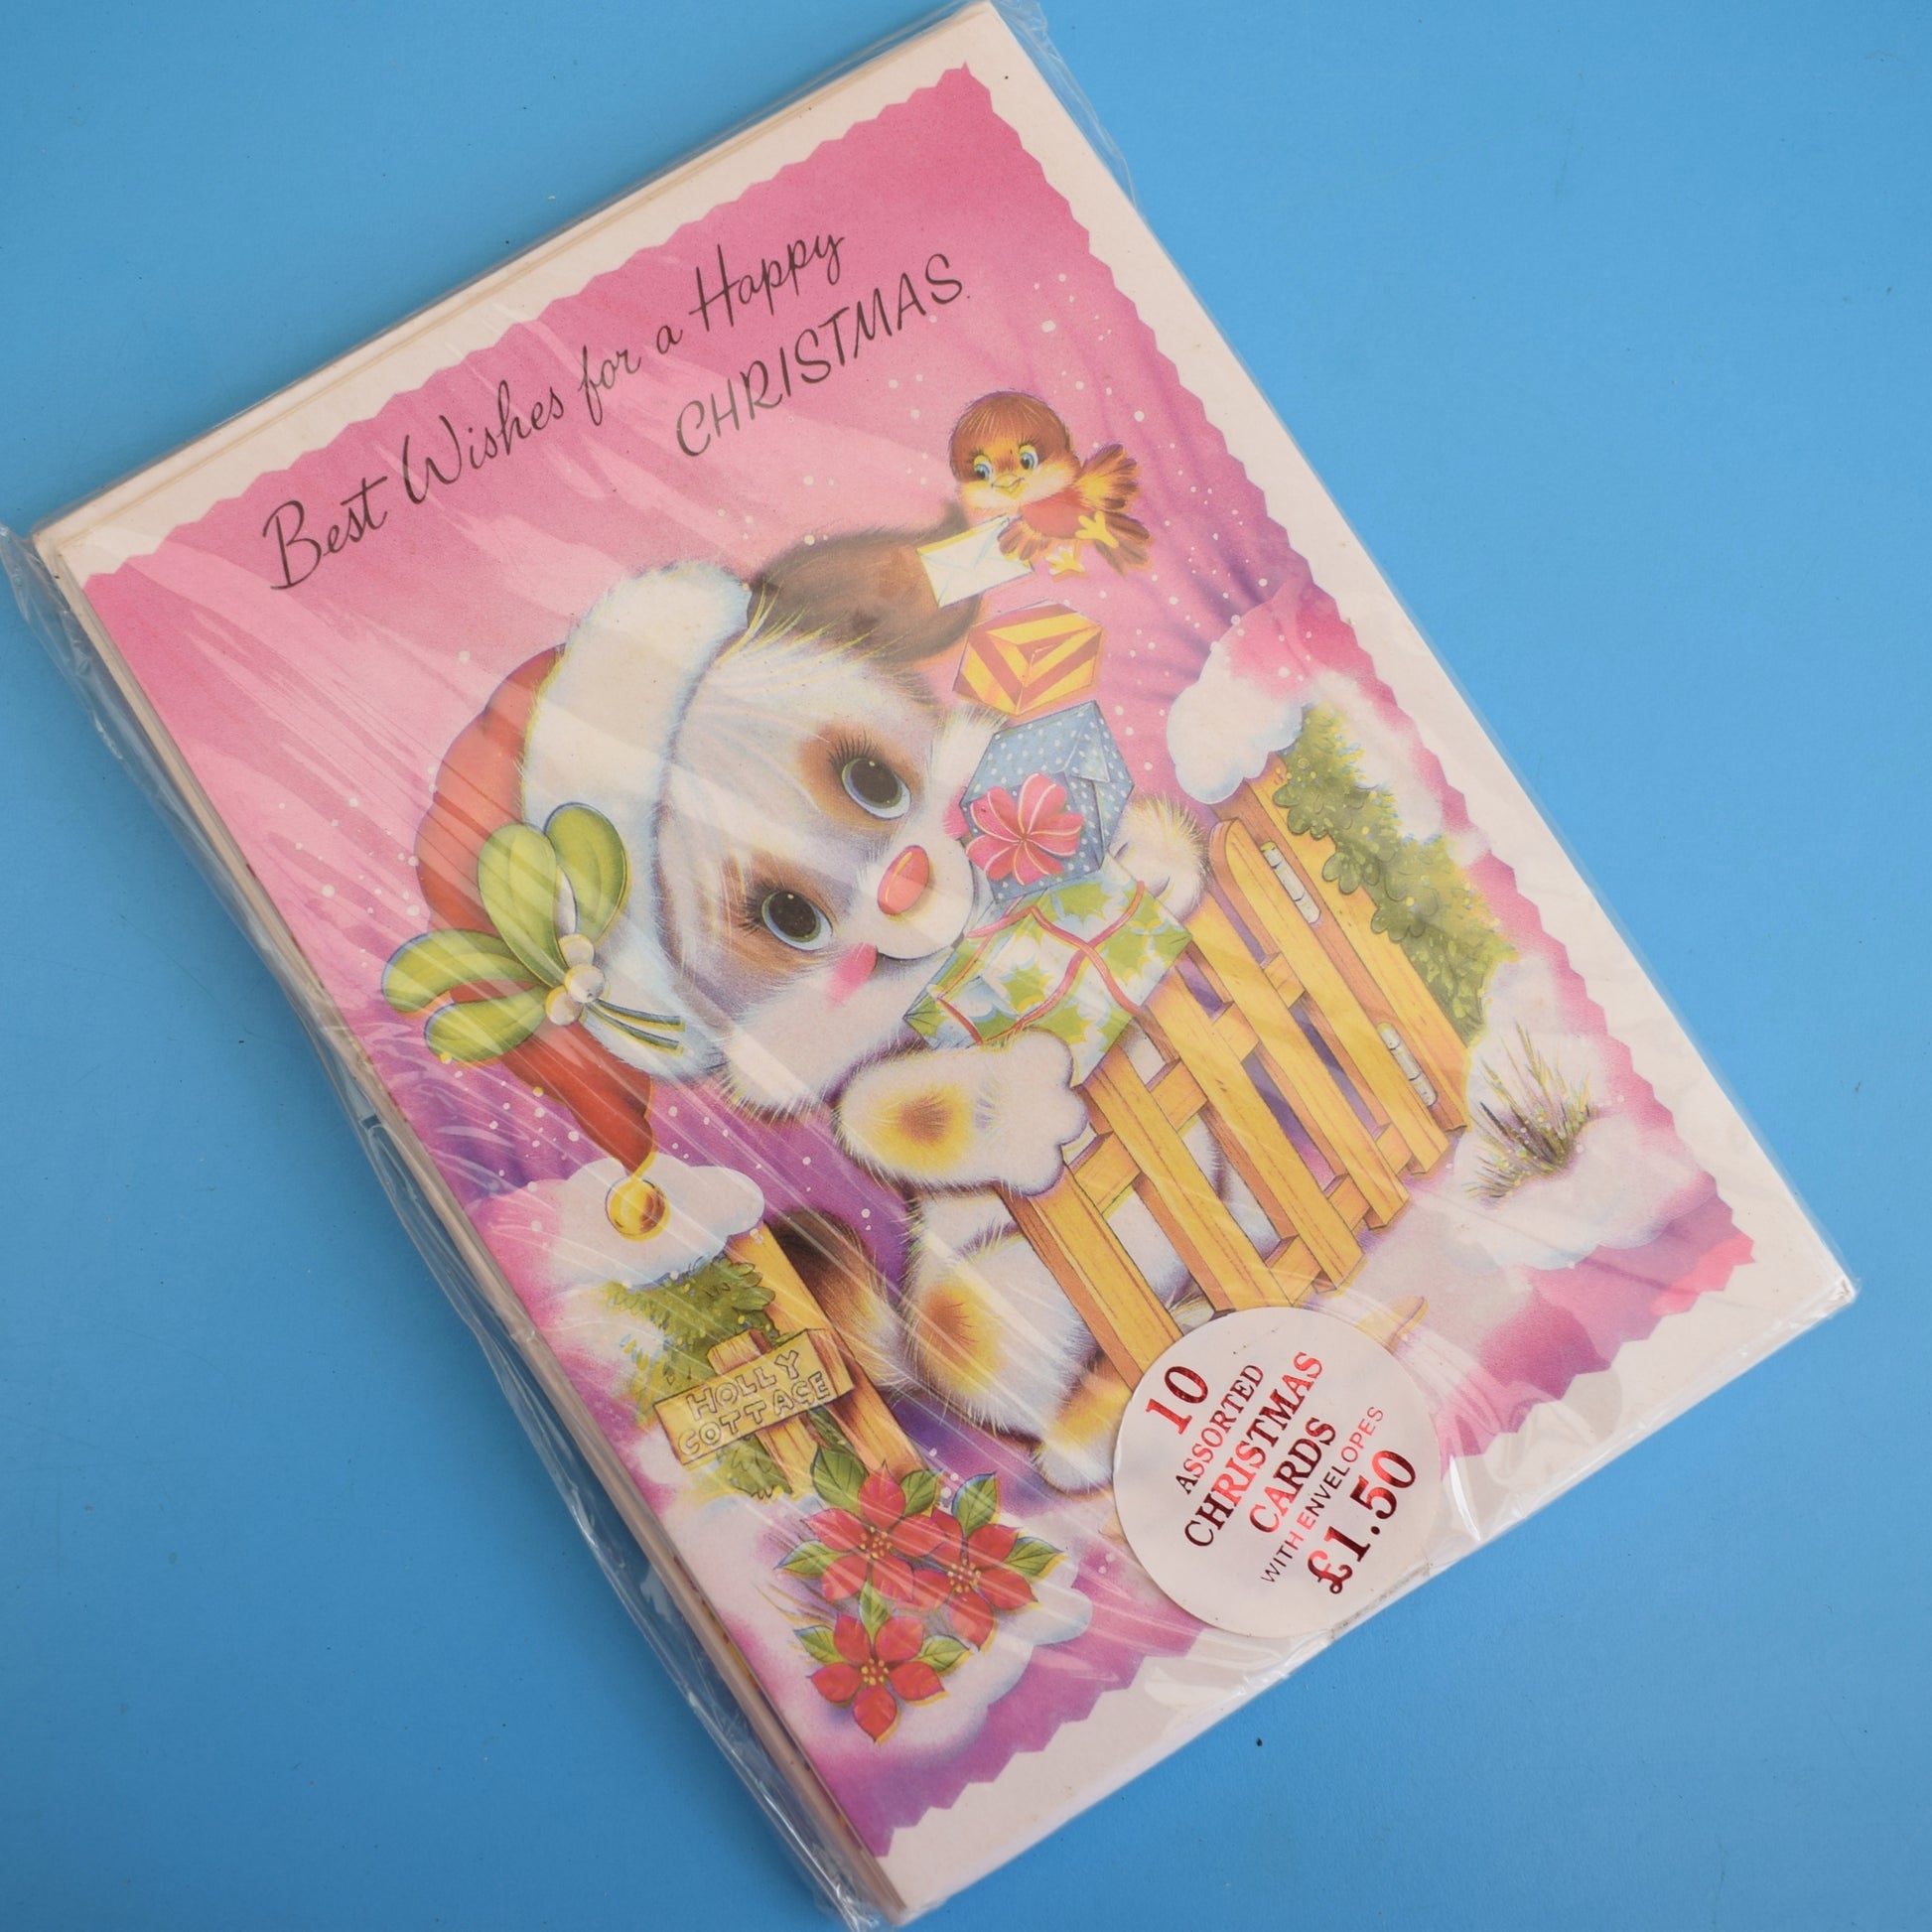 Best Wishes for a Happy
CHRISTMAS
HOLLY
COTTAGE
10
ASSORTED
CHRISTMAS
CARDS
WITH ENVELOPES
£1.50